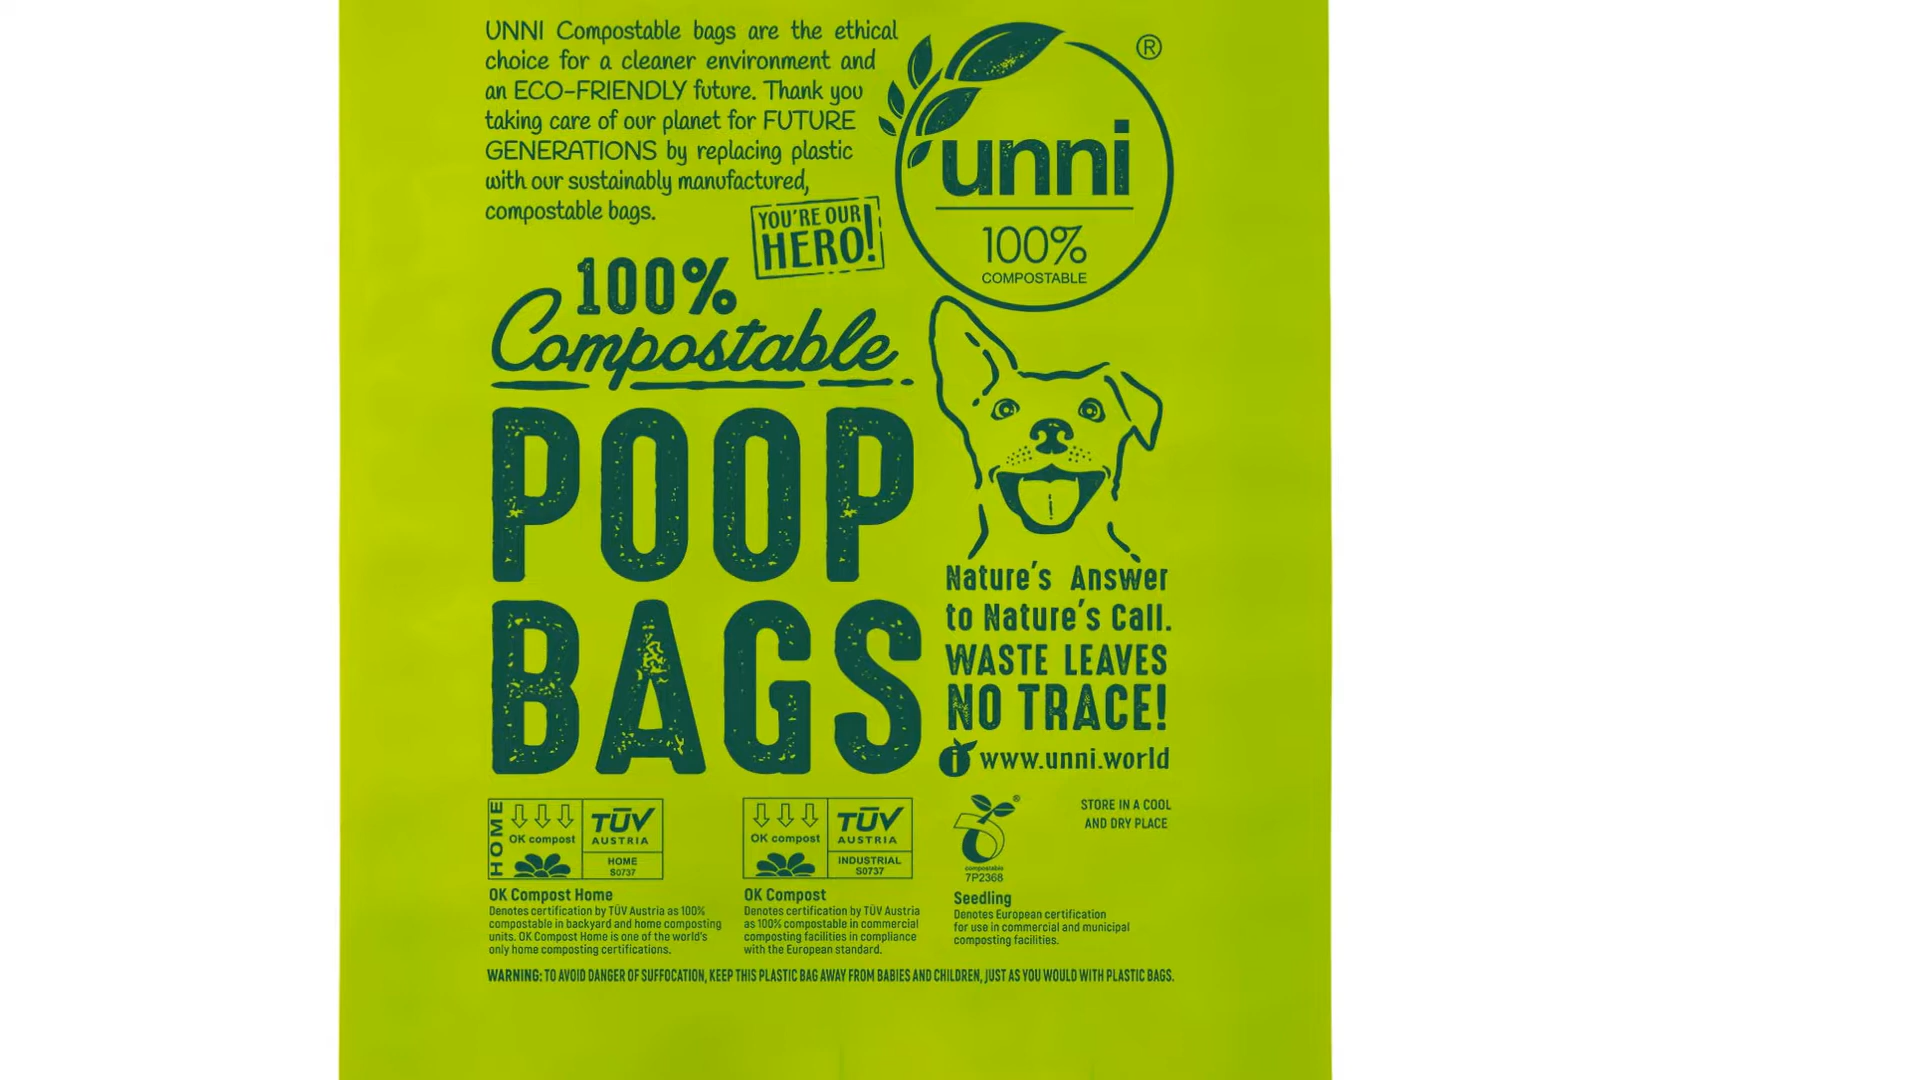 UNNI Compostable bags are the ethical
choice for a cleaner environment and
an ECO-FRIENDLY future. Thank you
taking care of our planet for FUTURE
GENERATIONS by replacing plastic
with our sustainably manufactured,
compostable bags.
YOU'RE OUR
HERO!
®
unni
100%
COMPOSTABLE
100%
Compostable
POOP
BAGS
Nature's Answer
to Nature's Call.
WASTE LEAVES
NO TRACE!
www.unni.world
HOME
OK compost
TÜV
AUSTRIA
HOME
S0737
OK Compost Home
Denotes certification by TÜV Austria as 100%
compostable in backyard and home composting
units. OK Compost Home is one of the world's
only home composting certifications.
OK compost
TÜV
AUSTRIA
INDUSTRIAL
S0737
OK Compost
Denotes certification by TÜV Austria
as 100% compostable in commercial
composting facilities in compliance
with the European standard.
®
compostable
7P2368
Seedling
Denotes European certification
for use in commercial and municipal
composting facilities.
STORE IN A COOL
AND DRY PLACE
WARNING: TO AVOID DANGER OF SUFFOCATION, KEEP THIS PLASTIC BAG AWAY FROM BABIES AND CHILDREN, JUST AS YOU WOULD WITH PLASTIC BAGS.